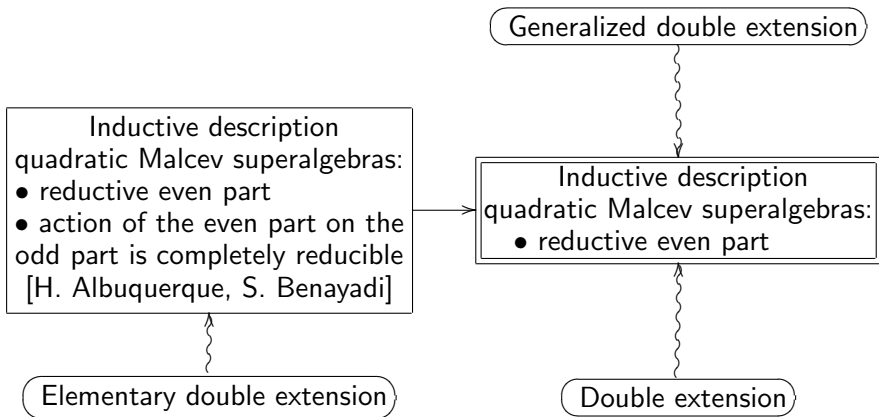 Generalized double extension
Inductive description
quadratic Malcev superalgebras:
• reductive even part
• action of the even part on the
odd part is completely reducible
[H. Albuquerque, S. Benayadi]
Inductive description
quadratic Malcev superalgebras:
• reductive even part
Elementary double extension
Double extension